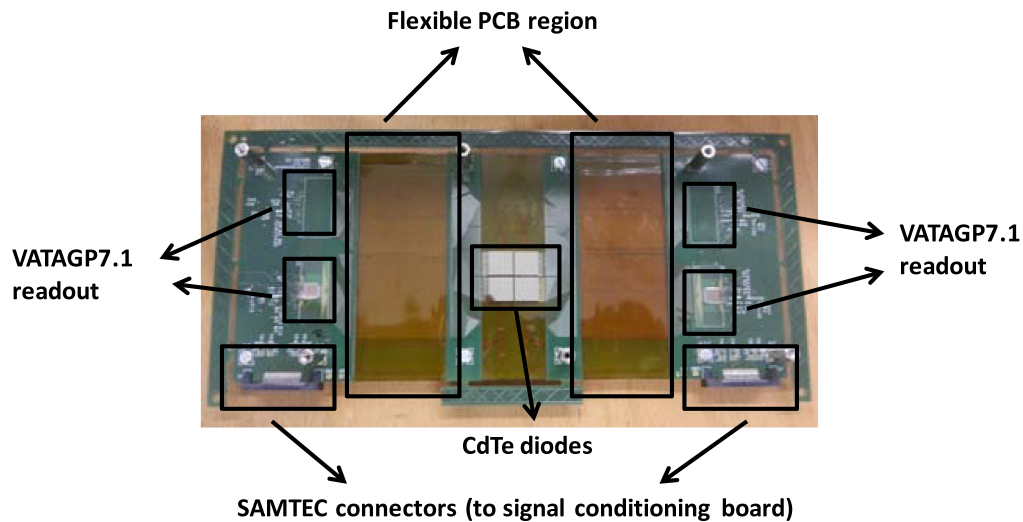 Flexible PCB region
VATAGP7.1
readout
VATAGP7.1
readout
CdTe diodes
SAMTEC connectors (to signal conditioning board)